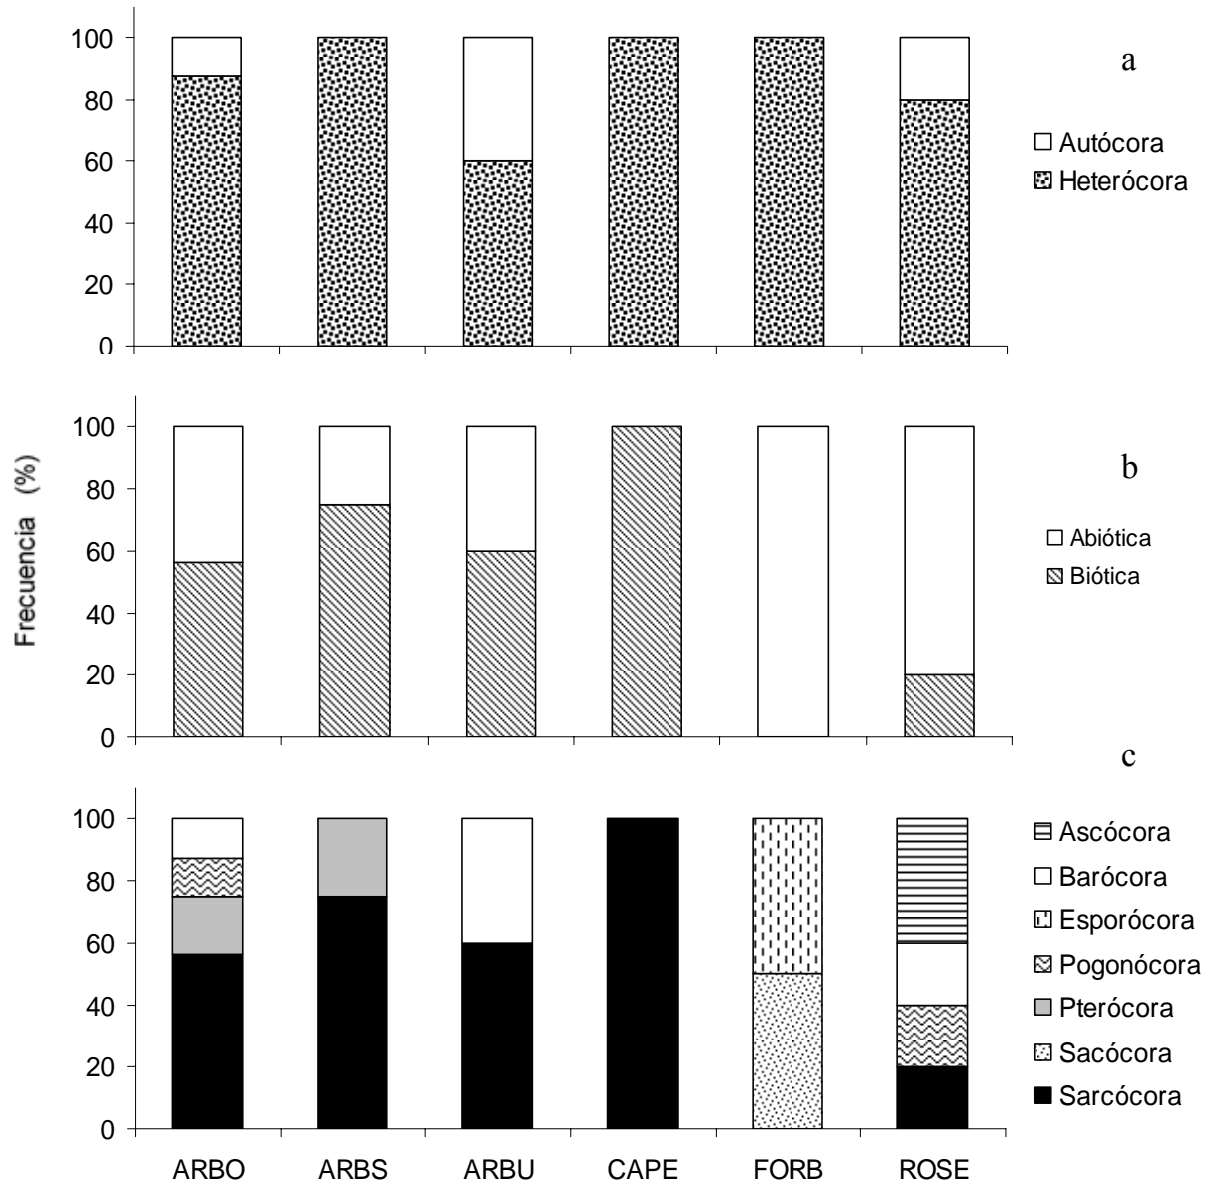 100
80
60
40
20
0
a
Autócora
Heterócora
Frecuencia (%)
100
80
60
40
20
0
b
Abiótica
Biótica
100
80
60
40
20
0
c
Ascócora
Barócora
Esporócora
Pogonócora
Pterócora
Sacócora
Sarcócora
ARBO ARBS ARBU CAPE FORB ROSE